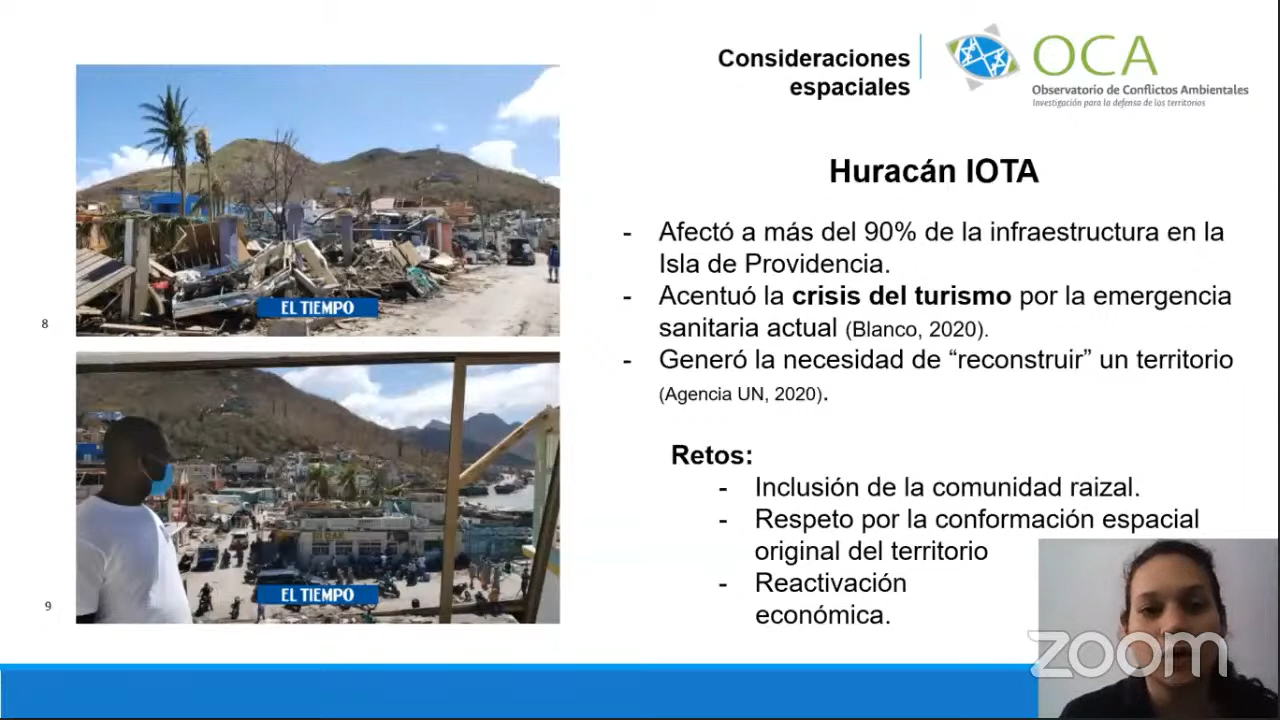 Consideraciones
espaciales
OCA
Observatorio de Conflictos Ambientales
Investigación para la defensa de los territorios
Huracán IOTA
- Afectó a más del 90% de la infraestructura en la
Isla de Providencia.
- Acentuó la crisis del turismo por la emergencia
sanitaria actual (Blanco, 2020).
- Generó la necesidad de “reconstruir” un territorio
(Agencia UN, 2020).
Retos:
- Inclusión de la comunidad raizal.
- Respeto por la conformación espacial
original del territorio
- Reactivación
económica.
EL TIEMPO
8
EL TIEMPO
9
zoom